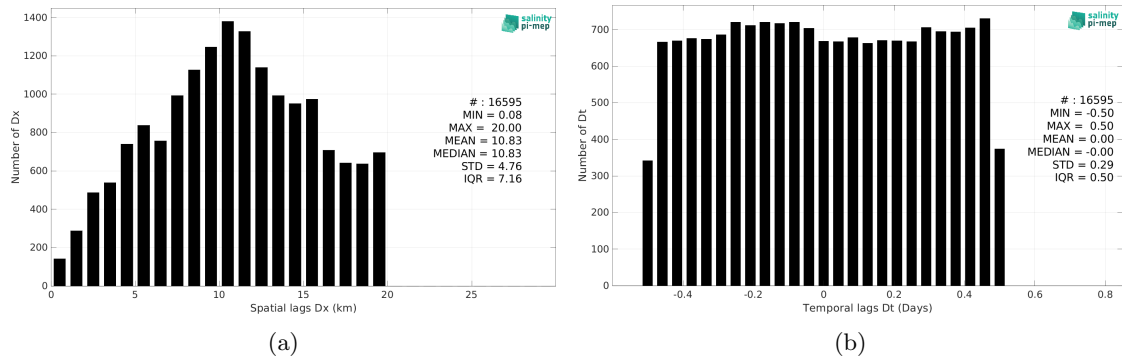 1400
1200
1000
800
600
400
200
0
Number of Dx
salinity
pi-mep
# : 16595
MIN = 0.08
MAX = 20.00
MEAN = 10.83
MEDIAN = 10.83
STD = 4.76
IQR = 7.16
0 5 10 15 20 25
Spatial lags Dx (km)
(a)
700
600
500
400
300
200
100
0
Number of Dt
salinity
pi-mep
# : 16595
MIN = -0.50
MAX = 0.50
MEAN = 0.00
MEDIAN = -0.00
STD = 0.29
IQR = 0.50
-0.4 -0.2 0 0.2 0.4 0.6 0.8
Temporal lags Dt (Days)
(b)